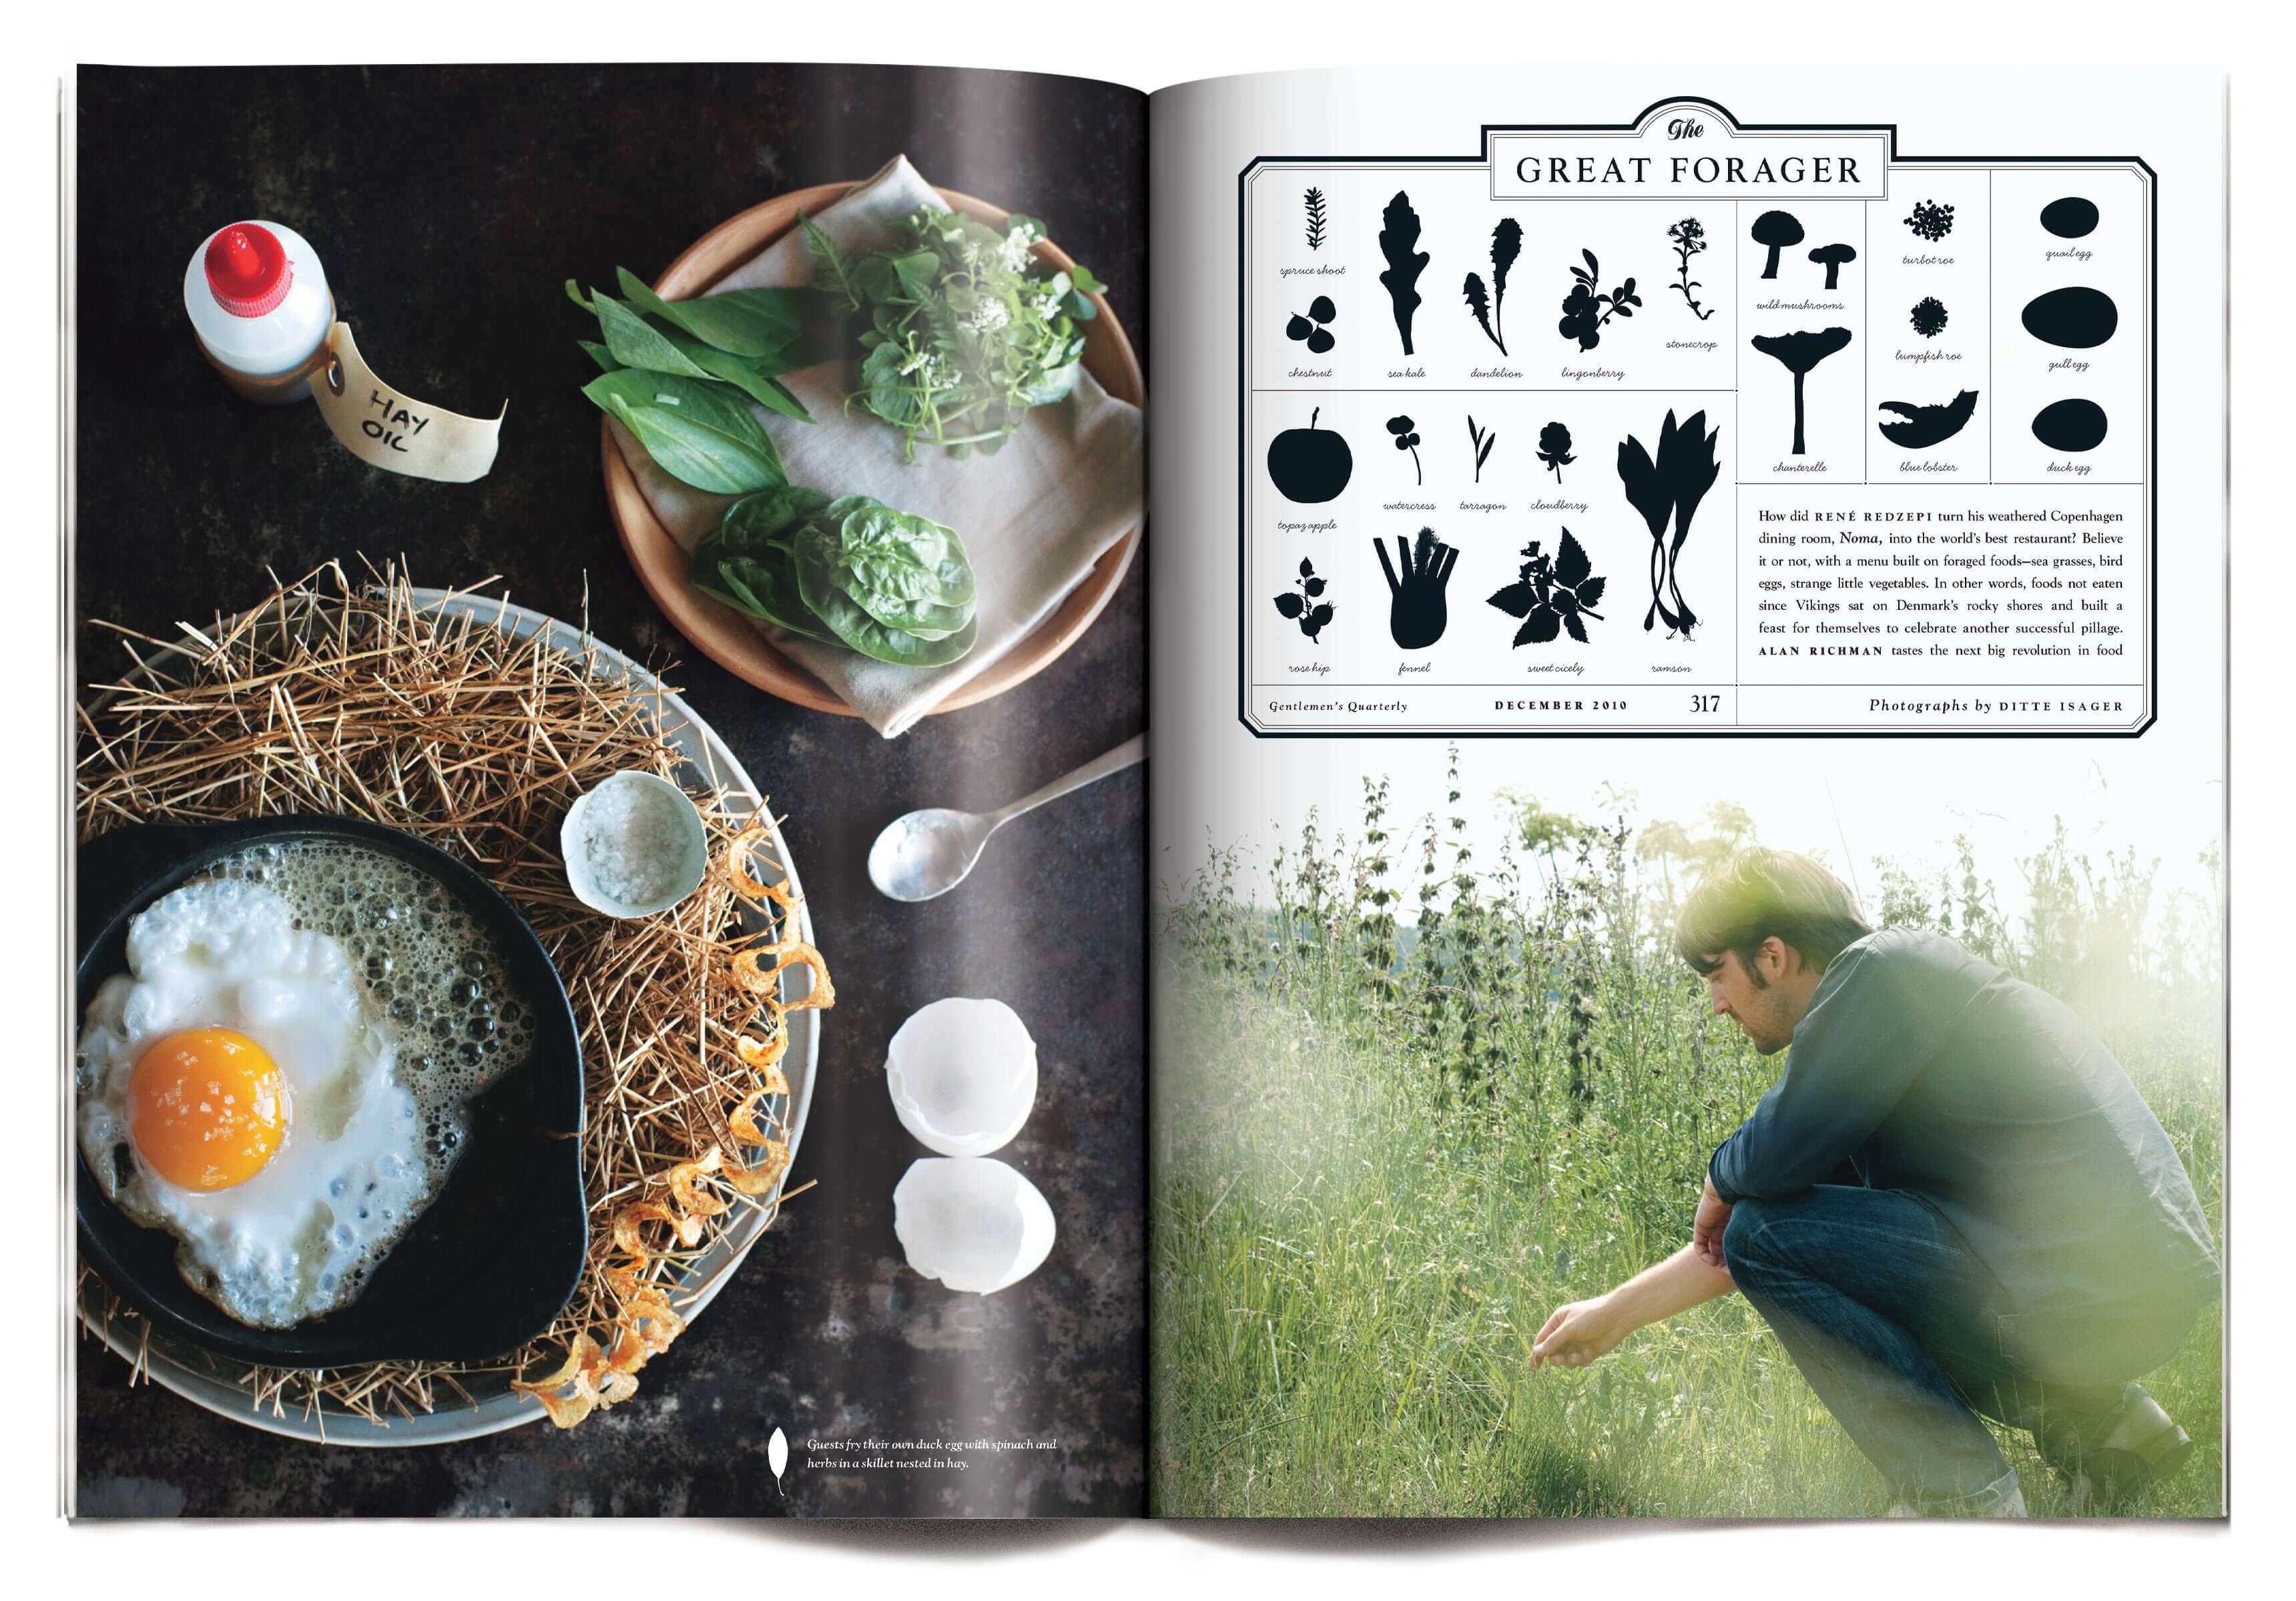 HAY
OIL
Guests fry their own duck egg with spinach and
herbs in a skillet nested in hay.
The
GREAT FORAGER
spruce shoot
chestnut
sea kale
dandelion
lingonberry
stonecrop
wild mushrooms
chanterelle
turbot roe
lumpfish roe
blue lobster
quail egg
gull egg
duck egg
topaz apple
watercress
tarragon
cloudberry
rose hip
fennel
sweet cicely
ramson
How did RENÉ REDZEPI turn his weathered Copenhagen
dining room, Noma, into the world's best restaurant? Believe
it or not, with a menu built on foraged foods—sea grasses, bird
eggs, strange little vegetables. In other words, foods not eaten
since Vikings sat on Denmark's rocky shores and built a
feast for themselves to celebrate another successful pillage.
ALAN RICHMAN tastes the next big revolution in food
Gentlemen's Quarterly DECEMBER 2010 317
Photographs by DITTE ISAGER